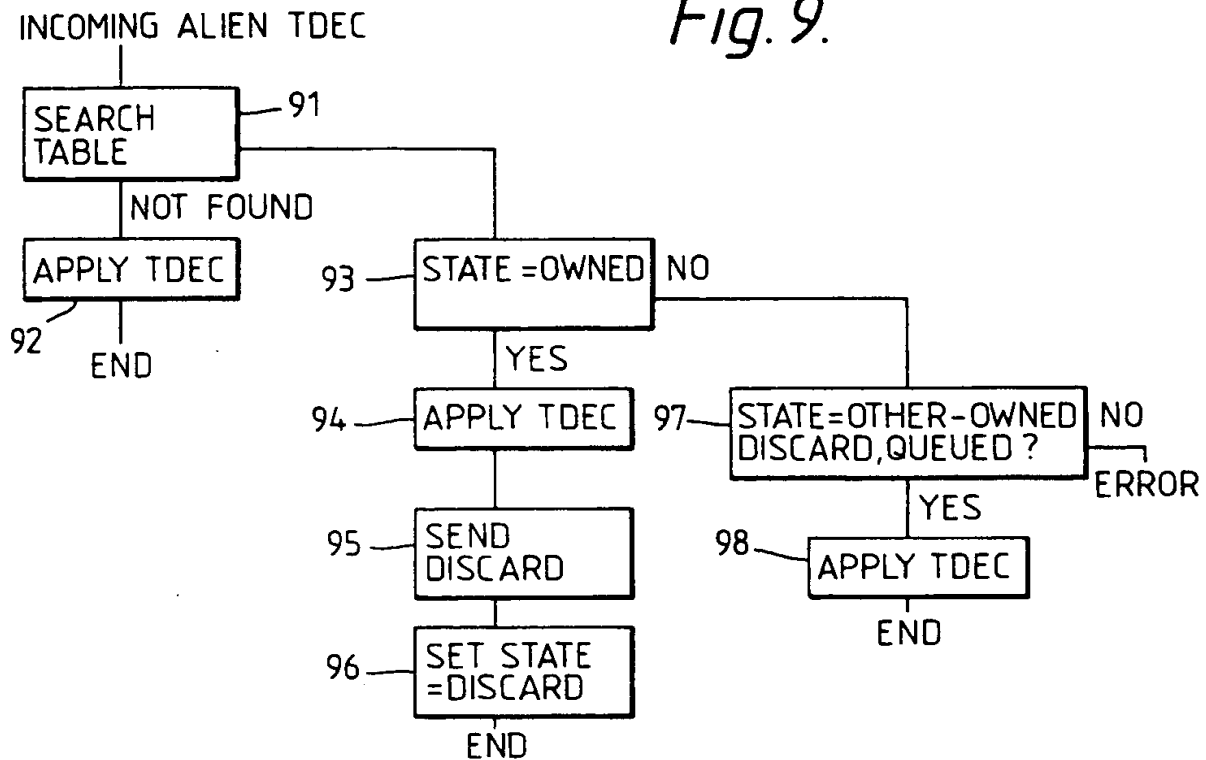 Fig. 9.
INCOMING ALIEN TDEC
91
SEARCH
TABLE
NOT FOUND
APPLY TDEC
92
END
93
STATE =OWNED
NO
YES
94
APPLY TDEC
95
SEND
DISCARD
96
SET STATE
=DISCARD
END
97
STATE=OTHER-OWNED
DISCARD,QUEUED ?
NO
ERROR
YES
98
APPLY TDEC
END